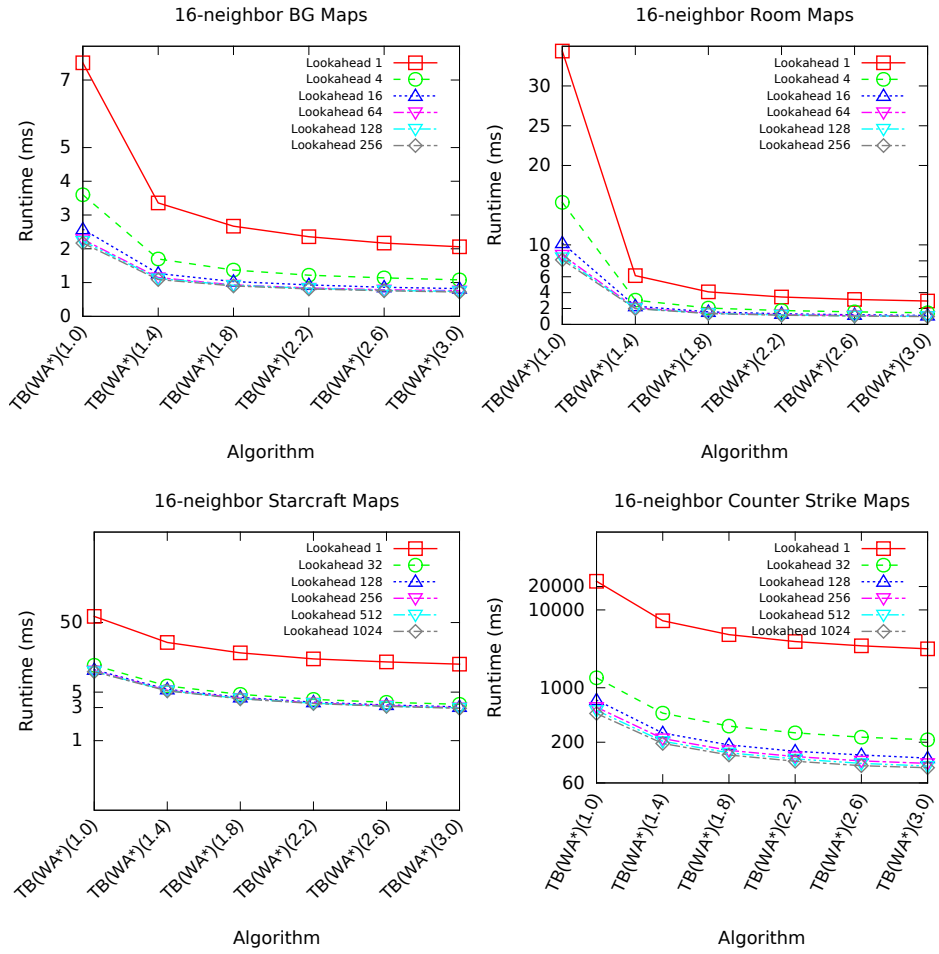 16-neighbor BG Maps
Runtime (ms)
7
5
4
3
2
1
0
Lookahead 1
Lookahead 4
Lookahead 16
Lookahead 64
Lookahead 128
Lookahead 256
TB(WA*)(1.0)
TB(WA*)(1.4)
TB(WA*)(1.8)
TB(WA*)(2.2)
TB(WA*)(2.6)
TB(WA*)(3.0)
Algorithm
16-neighbor Room Maps
Runtime (ms)
30
20
10
8
6
4
2
0
Lookahead 1
Lookahead 4
Lookahead 16
Lookahead 64
Lookahead 128
Lookahead 256
TB(WA*)(1.0)
TB(WA*)(1.4)
TB(WA*)(1.8)
TB(WA*)(2.2)
TB(WA*)(2.6)
TB(WA*)(3.0)
Algorithm
16-neighbor Starcraft Maps
Runtime (ms)
50
5
3
1
Lookahead 1
Lookahead 32
Lookahead 128
Lookahead 256
Lookahead 512
Lookahead 1024
TB(WA*)(1.0)
TB(WA*)(1.4)
TB(WA*)(1.8)
TB(WA*)(2.2)
TB(WA*)(2.6)
TB(WA*)(3.0)
Algorithm
16-neighbor Counter Strike Maps
Runtime (ms)
20000
10000
1000
200
60
Lookahead 1
Lookahead 32
Lookahead 128
Lookahead 256
Lookahead 512
Lookahead 1024
TB(WA*)(1.0)
TB(WA*)(1.4)
TB(WA*)(1.8)
TB(WA*)(2.2)
TB(WA*)(2.6)
TB(WA*)(3.0)
Algorithm